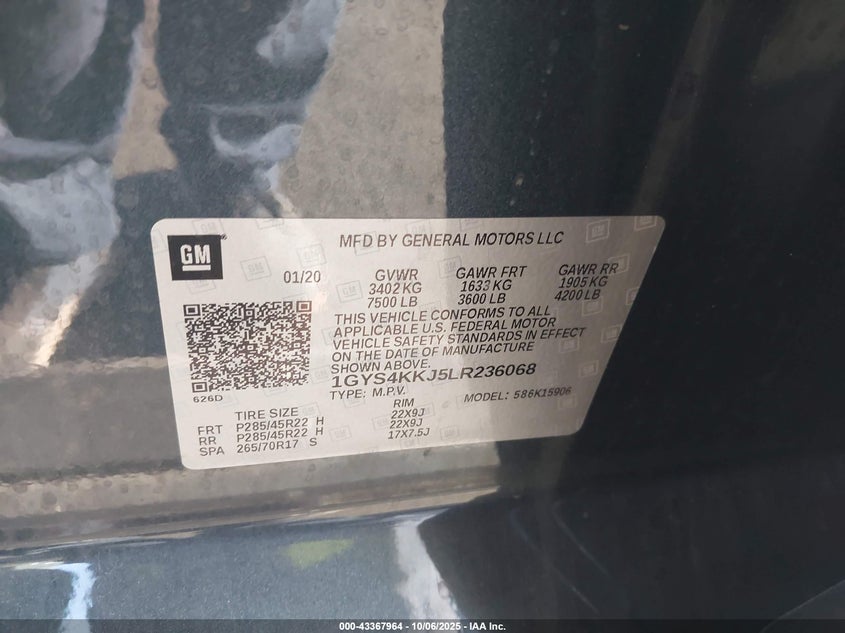 GM
MFD BY GENERAL MOTORS LLC
01/20
GVWR GAWR FRT GAWR RR
3402 KG 1633 KG 1905 KG
7500 LB 3600 LB 4200 LB
THIS VEHICLE CONFORMS TO ALL
APPLICABLE U.S. FEDERAL MOTOR
VEHICLE SAFETY STANDARDS IN EFFECT
ON THE DATE OF MANUFACTURE
SHOWN ABOVE.
1GYS4KKJ5LR236068
TYPE: M.P.V. MODEL: 586K15906
626D
TIRE SIZE RIM
FRT P285/45R22 H 22X9J
RR P285/45R22 H 22X9J
SPA 265/70R17 S 17X7.5J
000-43367964 - 10/06/2025 - IAA Inc.